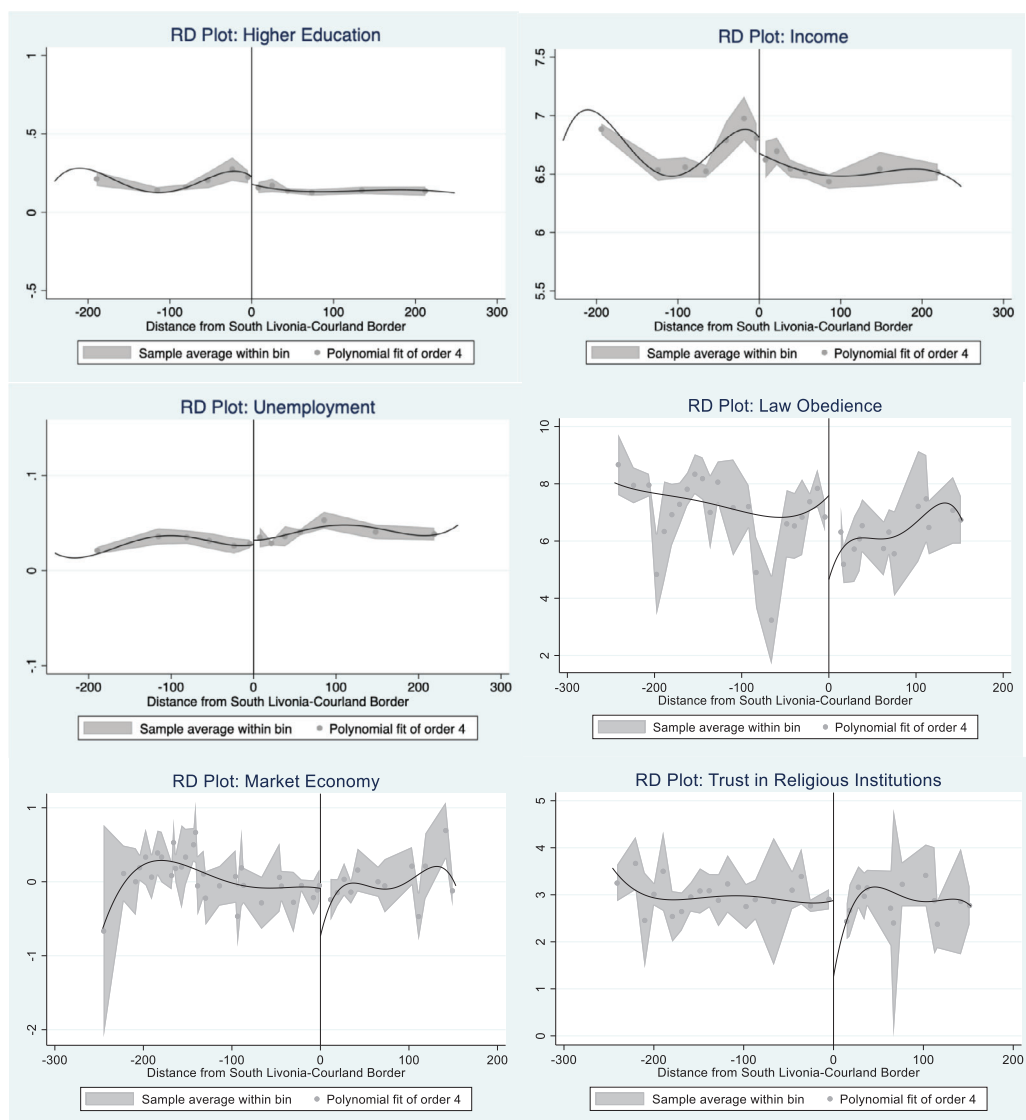 RD Plot: Higher Education
1
.5
0
-.5
-200 -100 0 100 200 300
Distance from South Livonia-Courland Border
Sample average within bin Polynomial fit of order 4
RD Plot: Income
7.5
7
6.5
6
5.5
-200 -100 0 100 200 300
Distance from South Livonia-Courland Border
Sample average within bin Polynomial fit of order 4
RD Plot: Unemployment
.1
0
-.1
-200 -100 0 100 200 300
Distance from South Livonia-Courland Border
Sample average within bin Polynomial fit of order 4
RD Plot: Law Obedience
10
8
6
4
2
-300 -200 -100 0 100 200
Distance from South Livonia-Courland Border
Sample average within bin Polynomial fit of order 4
RD Plot: Market Economy
1
0
-1
-2
-300 -200 -100 0 100 200
Distance from South Livonia-Courland Border
Sample average within bin Polynomial fit of order 4
RD Plot: Trust in Religious Institutions
5
4
3
2
1
0
-300 -200 -100 0 100 200
Distance from South Livonia-Courland Border
Sample average within bin Polynomial fit of order 4